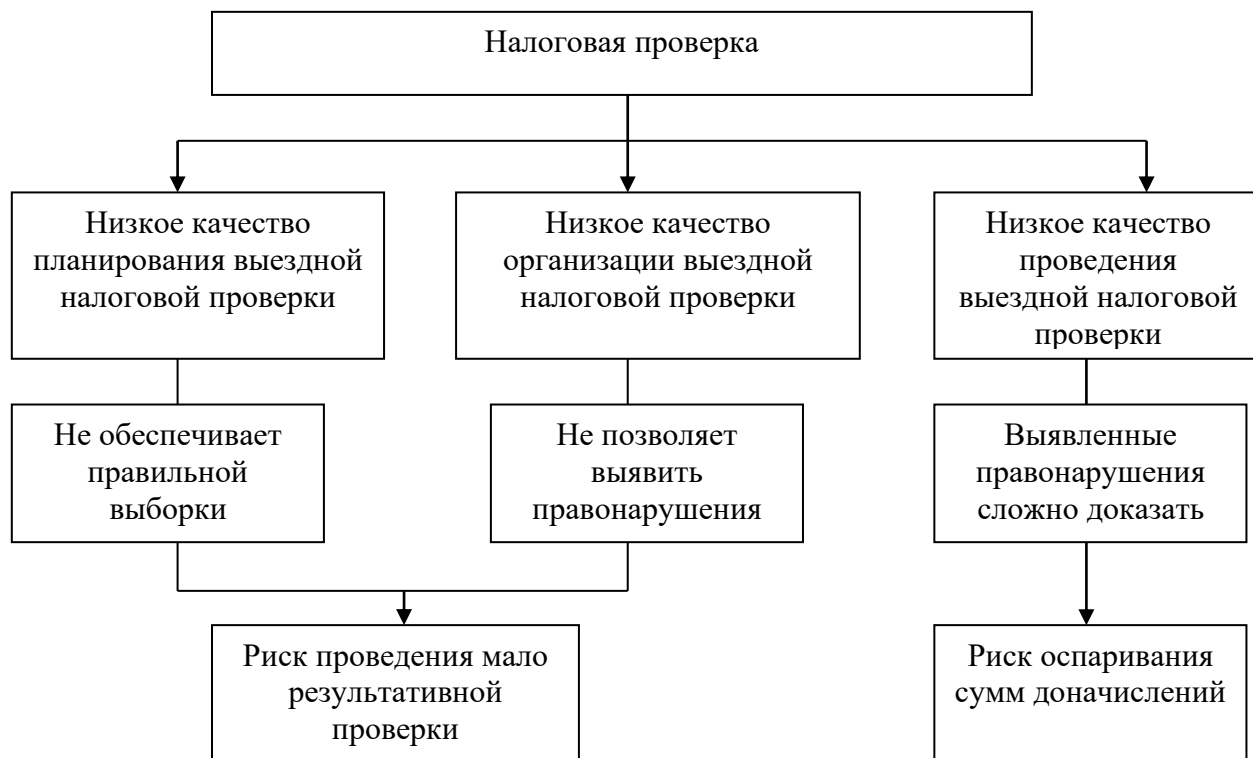 Налоговая проверка
Низкое качество
планирования выездной
налоговой проверки
Низкое качество
организации выездной
налоговой проверки
Низкое качество
проведения
выездной налоговой
проверки
Не обеспечивает
правильной
выборки
Не позволяет
выявить
правонарушения
Выявленные
правонарушения
сложно доказать
Риск проведения мало
результативной
проверки
Риск оспаривания
сумм доначислений